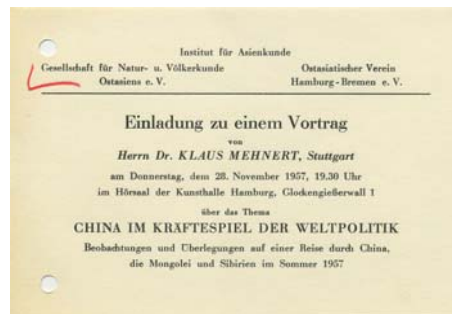 Institut für Asienkunde
Gesellschaft für Natur- u. Völkerkunde
Ostasiens e. V.
Ostasiatischer Verein
Hamburg-Bremen e. V.
Einladung zu einem Vortrag
von
Herrn Dr. KLAUS MEHNERT, Stuttgart
am Donnerstag, dem 28. November 1957, 19.30 Uhr
im Hörsaal der Kunsthalle Hamburg, Glockengießerwall 1
über das Thema
CHINA IM KRÄFTESPIEL DER WELTPOLITIK
Beobachtungen und Überlegungen auf einer Reise durch China,
die Mongolei und Sibirien im Sommer 1957